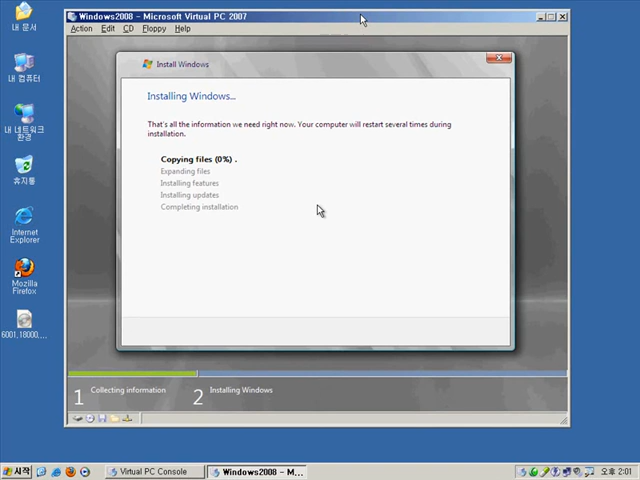 내 문서
내 컴퓨터
내 네트워크
환경
휴지통
Internet
Explorer
Mozilla
Firefox
6001,18000,...
Windows2008 - Microsoft Virtual PC 2007
Action Edit CD Floppy Help
Install Windows
Installing Windows...
That's all the information we need right now. Your computer will restart several times during
installation.
Copying files (0%) .
Expanding files
Installing features
Installing updates
Completing installation
1 Collecting information 2 Installing Windows
시작 Virtual PC Console Windows2008 - M... 오후 2:01